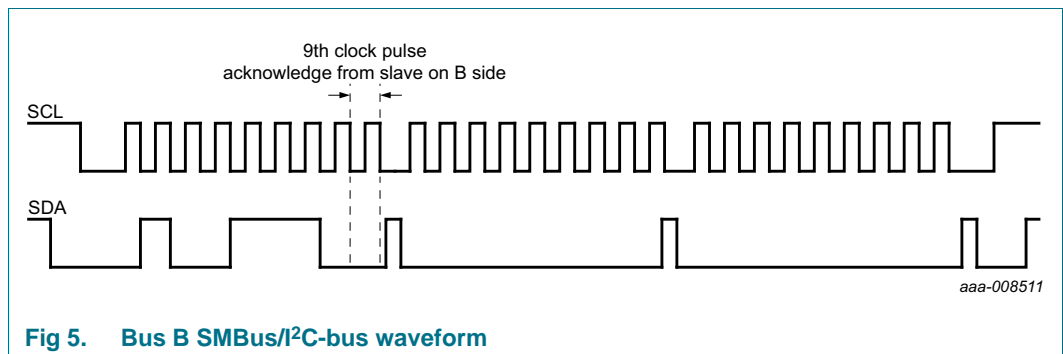 9th clock pulse
acknowledge from slave on B side
SCL
SDA
aaa-008511
Fig 5. Bus B SMBus/I²C-bus waveform